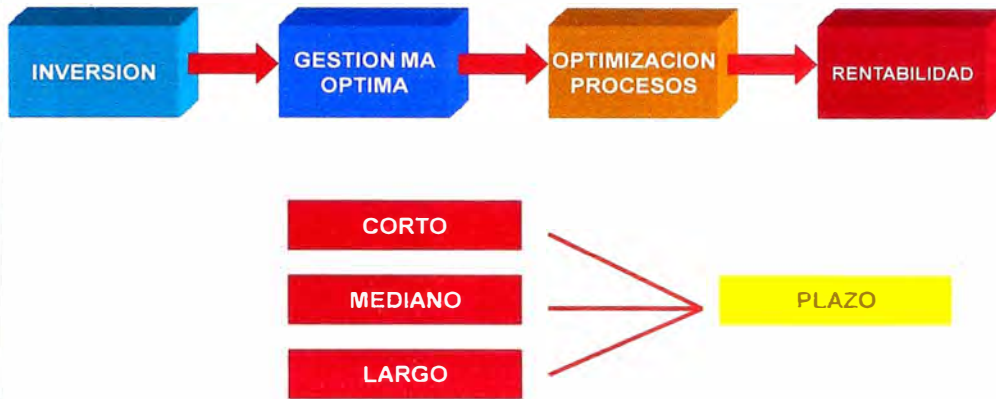 INVERSION
GESTION MA
OPTIMA
OPTIMIZACION
PROCESOS
RENTABILIDAD
CORTO
MEDIANO
LARGO
PLAZO